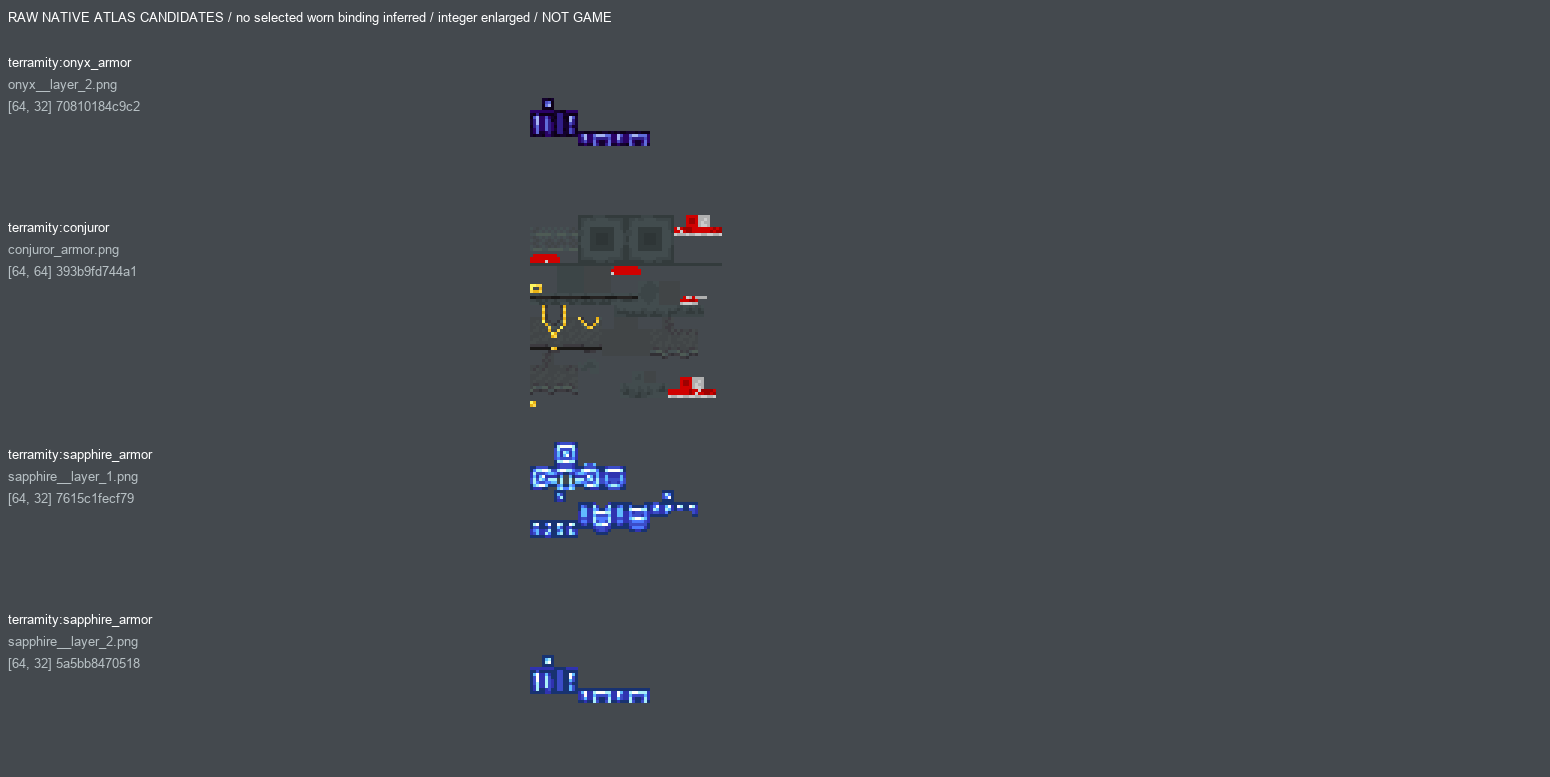 RAW NATIVE ATLAS CANDIDATES / no selected worn binding inferred / integer enlarged / NOT GAME
terramity:onyx_armor
onyx__layer_2.png
[64, 32] 70810184c9c2
terramity:conjuror
conjuror_armor.png
[64, 64] 393b9fd744a1
terramity:sapphire_armor
sapphire__layer_1.png
[64, 32] 7615c1fecf79
terramity:sapphire_armor
sapphire__layer_2.png
[64, 32] 5a5bb8470518